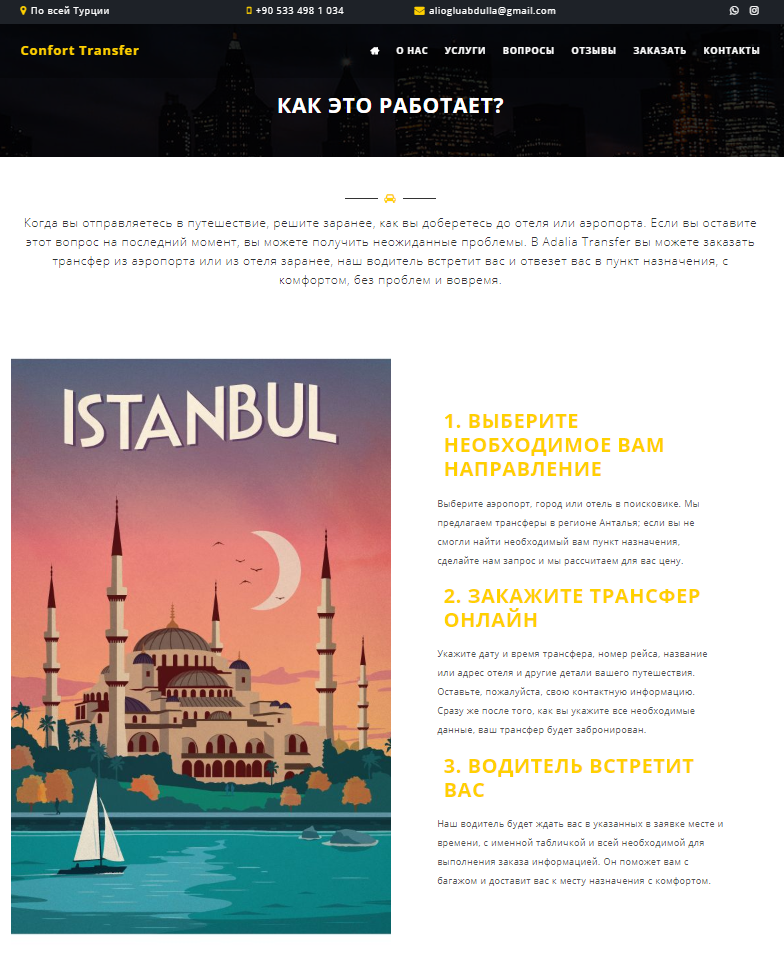 По всей Турции
+90 533 498 1 034
aliogluabdulla@gmail.com
Confort Transfer
О НАС
УСЛУГИ
ВОПРОСЫ
ОТЗЫВЫ
ЗАКАЗАТЬ
КОНТАКТЫ
КАК ЭТО РАБОТАЕТ?
Когда вы отправляетесь в путешествие, решите заранее, как вы доберетесь до отеля или аэропорта. Если вы оставите
этот вопрос на последний момент, вы можете получить неожиданные проблемы. В Adalia Transfer вы можете заказать
трансфер из аэропорта или из отеля заранее, наш водитель встретит вас и отвезет вас в пункт назначения, с
комфортом, без проблем и вовремя.
ISTANBUL
1. ВЫБЕРИТЕ
НЕОБХОДИМОЕ ВАМ
НАПРАВЛЕНИЕ
Выберите аэропорт, город или отель в поисковике. Мы
предлагаем трансферы в регионе Анталья; если вы не
смогли найти необходимый вам пункт назначения,
сделайте нам запрос и мы рассчитаем для вас цену.
2. ЗАКАЖИТЕ ТРАНСФЕР
ОНЛАЙН
Укажите дату и время трансфера, номер рейса, название
или адрес отеля и другие детали вашего путешествия.
Оставьте, пожалуйста, свою контактную информацию.
Сразу же после того, как вы укажите все необходимые
данные, ваш трансфер будет забронирован.
3. ВОДИТЕЛЬ ВСТРЕТИТ
ВАС
Наш водитель будет ждать вас в указанных в заявке месте и
времени, с именной табличкой и всей необходимой для
выполнения заказа информацией. Он поможет вам с
багажом и доставит вас к месту назначения с комфортом.